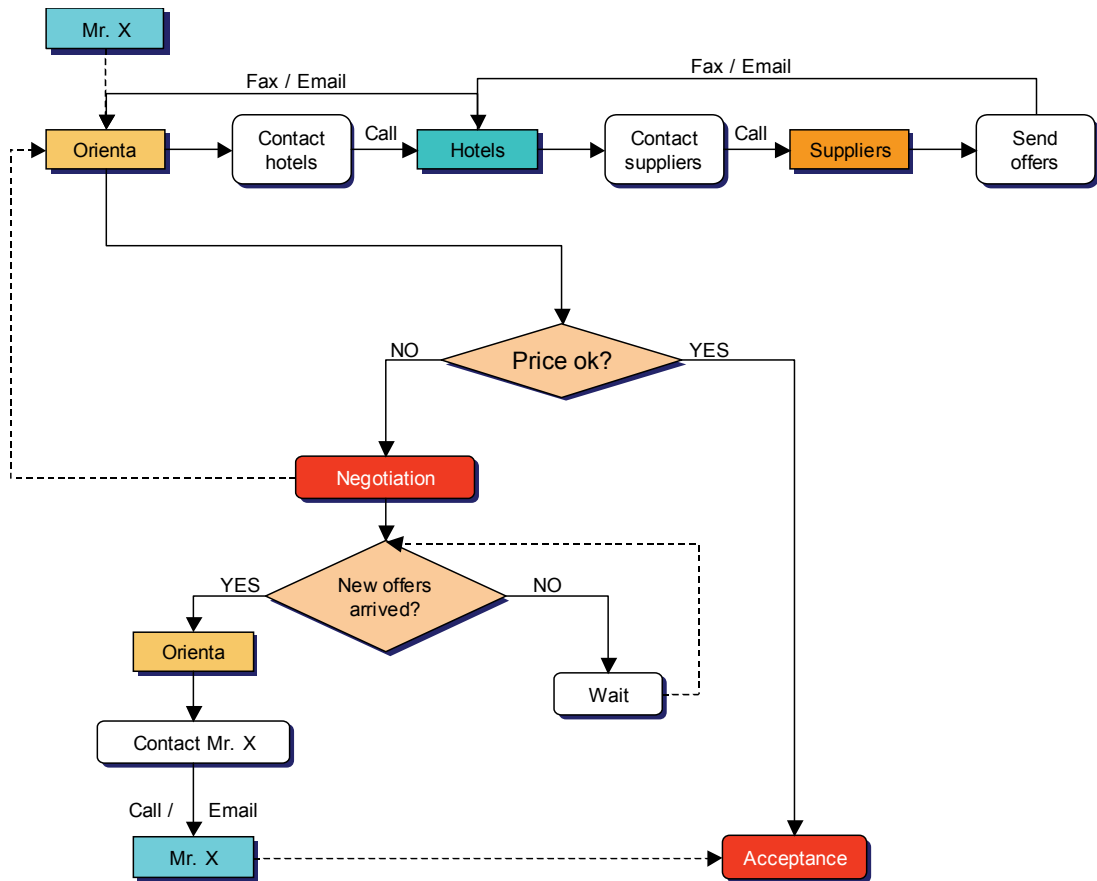 Mr. X
Fax / Email
Fax / Email
Orienta
Contact
hotels
Call
Hotels
Contact
suppliers
Call
Suppliers
Send
offers
NO
Price ok?
YES
Negotiation
YES
New offers
arrived?
NO
Orienta
Wait
Contact Mr. X
Call / Email
Mr. X
Acceptance